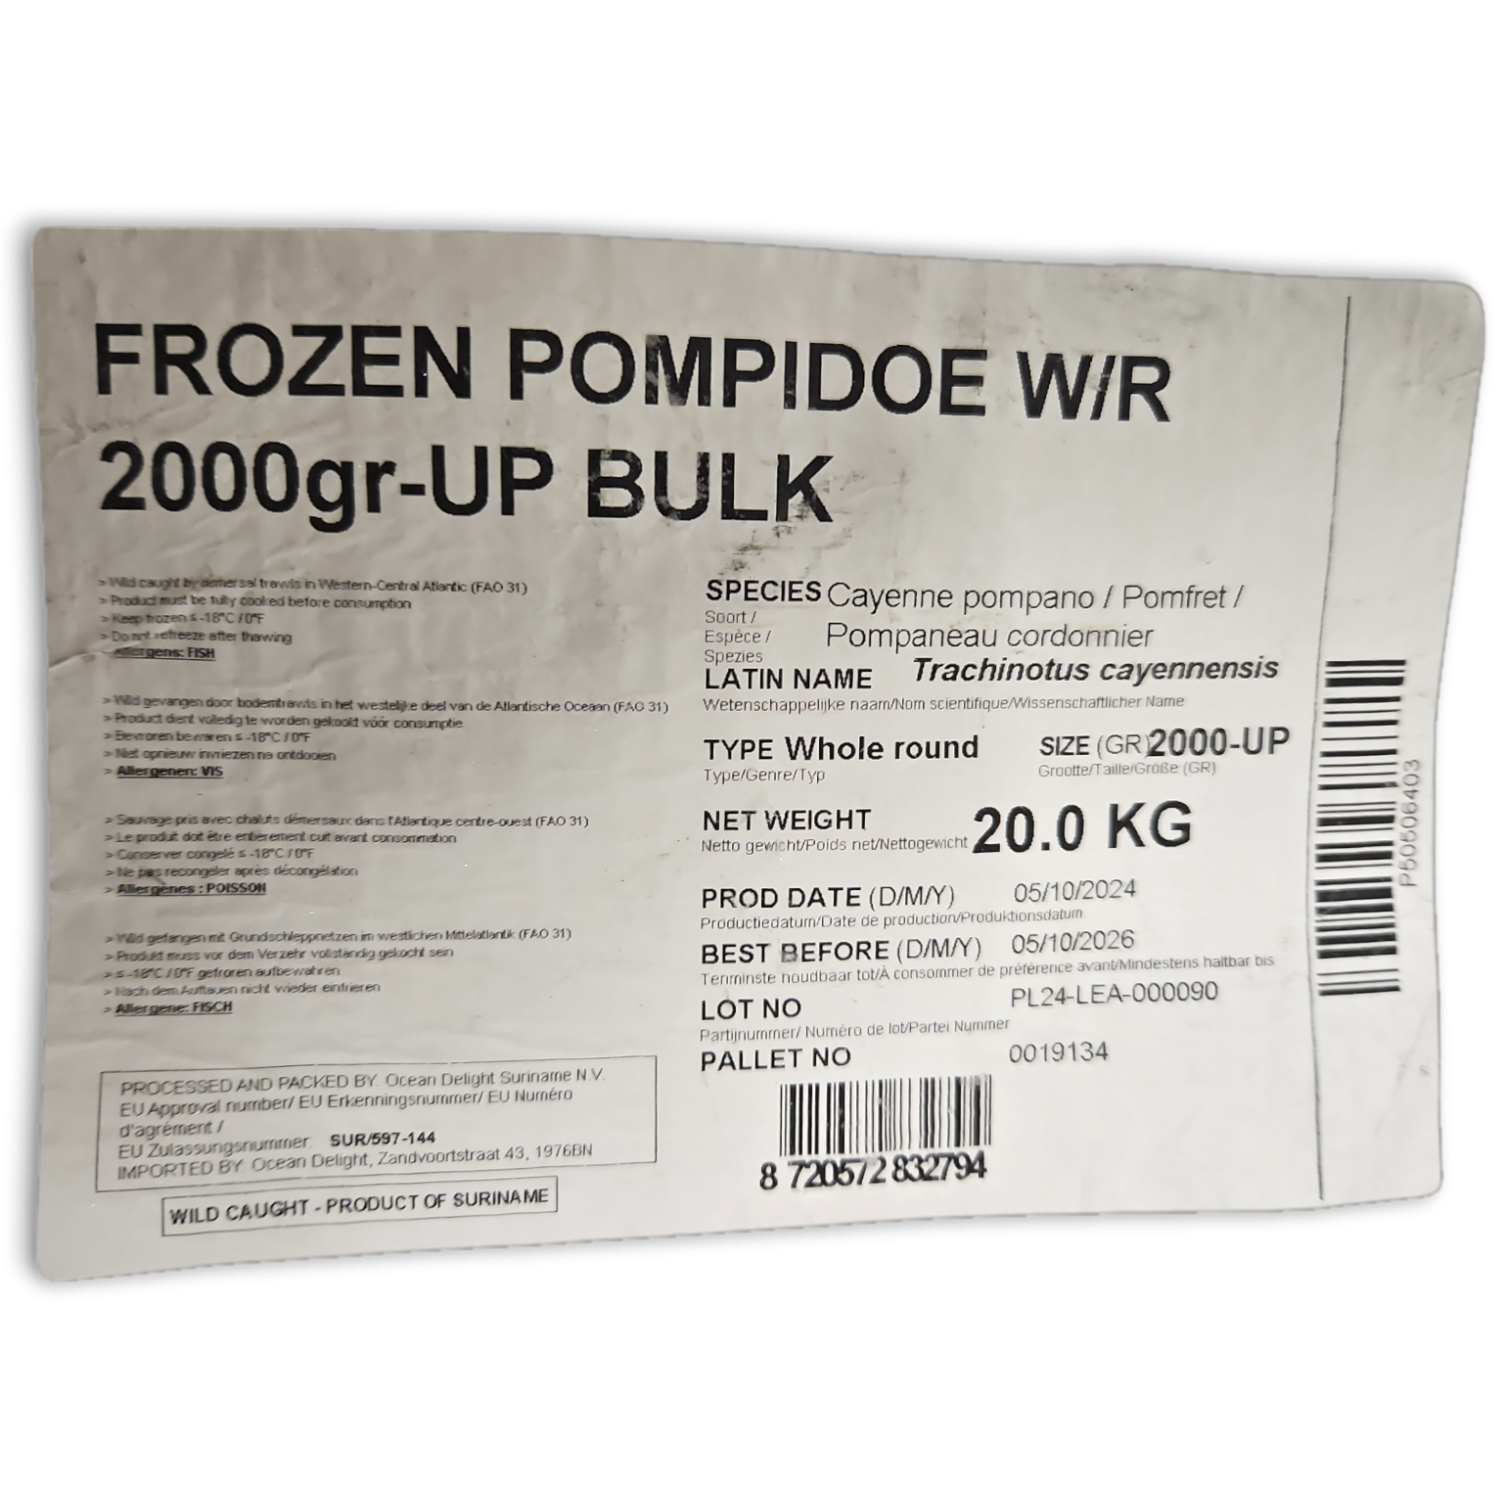 FROZEN POMPIDOE W/R
2000gr-UP BULK
> Wild caught by demersal trawls in Western-Central Atlantic (FAO 31)
> Product must be fully cooked before consumption
> Keep frozen ≤ -18°C / 0°F
> Do not refreeze after thawing
> Allergens: FISH
> Wild gevangen door bodemtrawls in het westelijke deel van de Atlantische Oceaan (FAO 31)
> Product dient volledig te worden gekookt vóór consumptie
> Bevroren bewaren ≤ -18°C / 0°F
> Niet opnieuw invriezen na ontdooien
> Allergenen: VIS
> Sauvage pris avec chaluts démersaux dans l'Atlantique centre-ouest (FAO 31)
> Le produit doit être entièrement cuit avant consommation
> Conserver congelé ≤ -18°C / 0°F
> Ne pas recongeler après décongélation
> Allergènes : POISSON
> Wild gefangen mit Grundschleppnetzen im westlichen Mittelatlantik (FAO 31)
> Produkt muss vor dem Verzehr vollständig gekocht sein
> ≤ -18°C / 0°F gefroren aufbewahren
> Nach dem Auftauen nicht wieder einfrieren
> Allergene: FISCH
PROCESSED AND PACKED BY: Ocean Delight Suriname N.V.
EU Approval number/ EU Erkenningsnummer/ EU Numéro
d'agrément /
EU Zulassungsnummer: SUR/597-144
IMPORTED BY: Ocean Delight, Zandvoortstraat 43, 1976BN
WILD CAUGHT - PRODUCT OF SURINAME
SPECIES Cayenne pompano / Pomfret /
Soort /
Espèce / Pompaneau cordonnier
Spezies
LATIN NAME Trachinotus cayennensis
Wetenschappelijke naam/Nom scientifique/Wissenschaftlicher Name
TYPE Whole round SIZE (GR) 2000-UP
Type/Genre/Typ Grootte/Taille/Größe (GR)
NET WEIGHT 20.0 KG
Netto gewicht/Poids net/Nettogewicht
PROD DATE (D/M/Y) 05/10/2024
Productiedatum/Date de production/Produktionsdatum
BEST BEFORE (D/M/Y) 05/10/2026
Tenminste houdbaar tot/À consommer de préférence avant/Mindestens haltbar bis
LOT NO PL24-LEA-000090
Partijnummer/ Numéro de lot/Partei Nummer
PALLET NO 0019134
8 720572 832794
P50506403